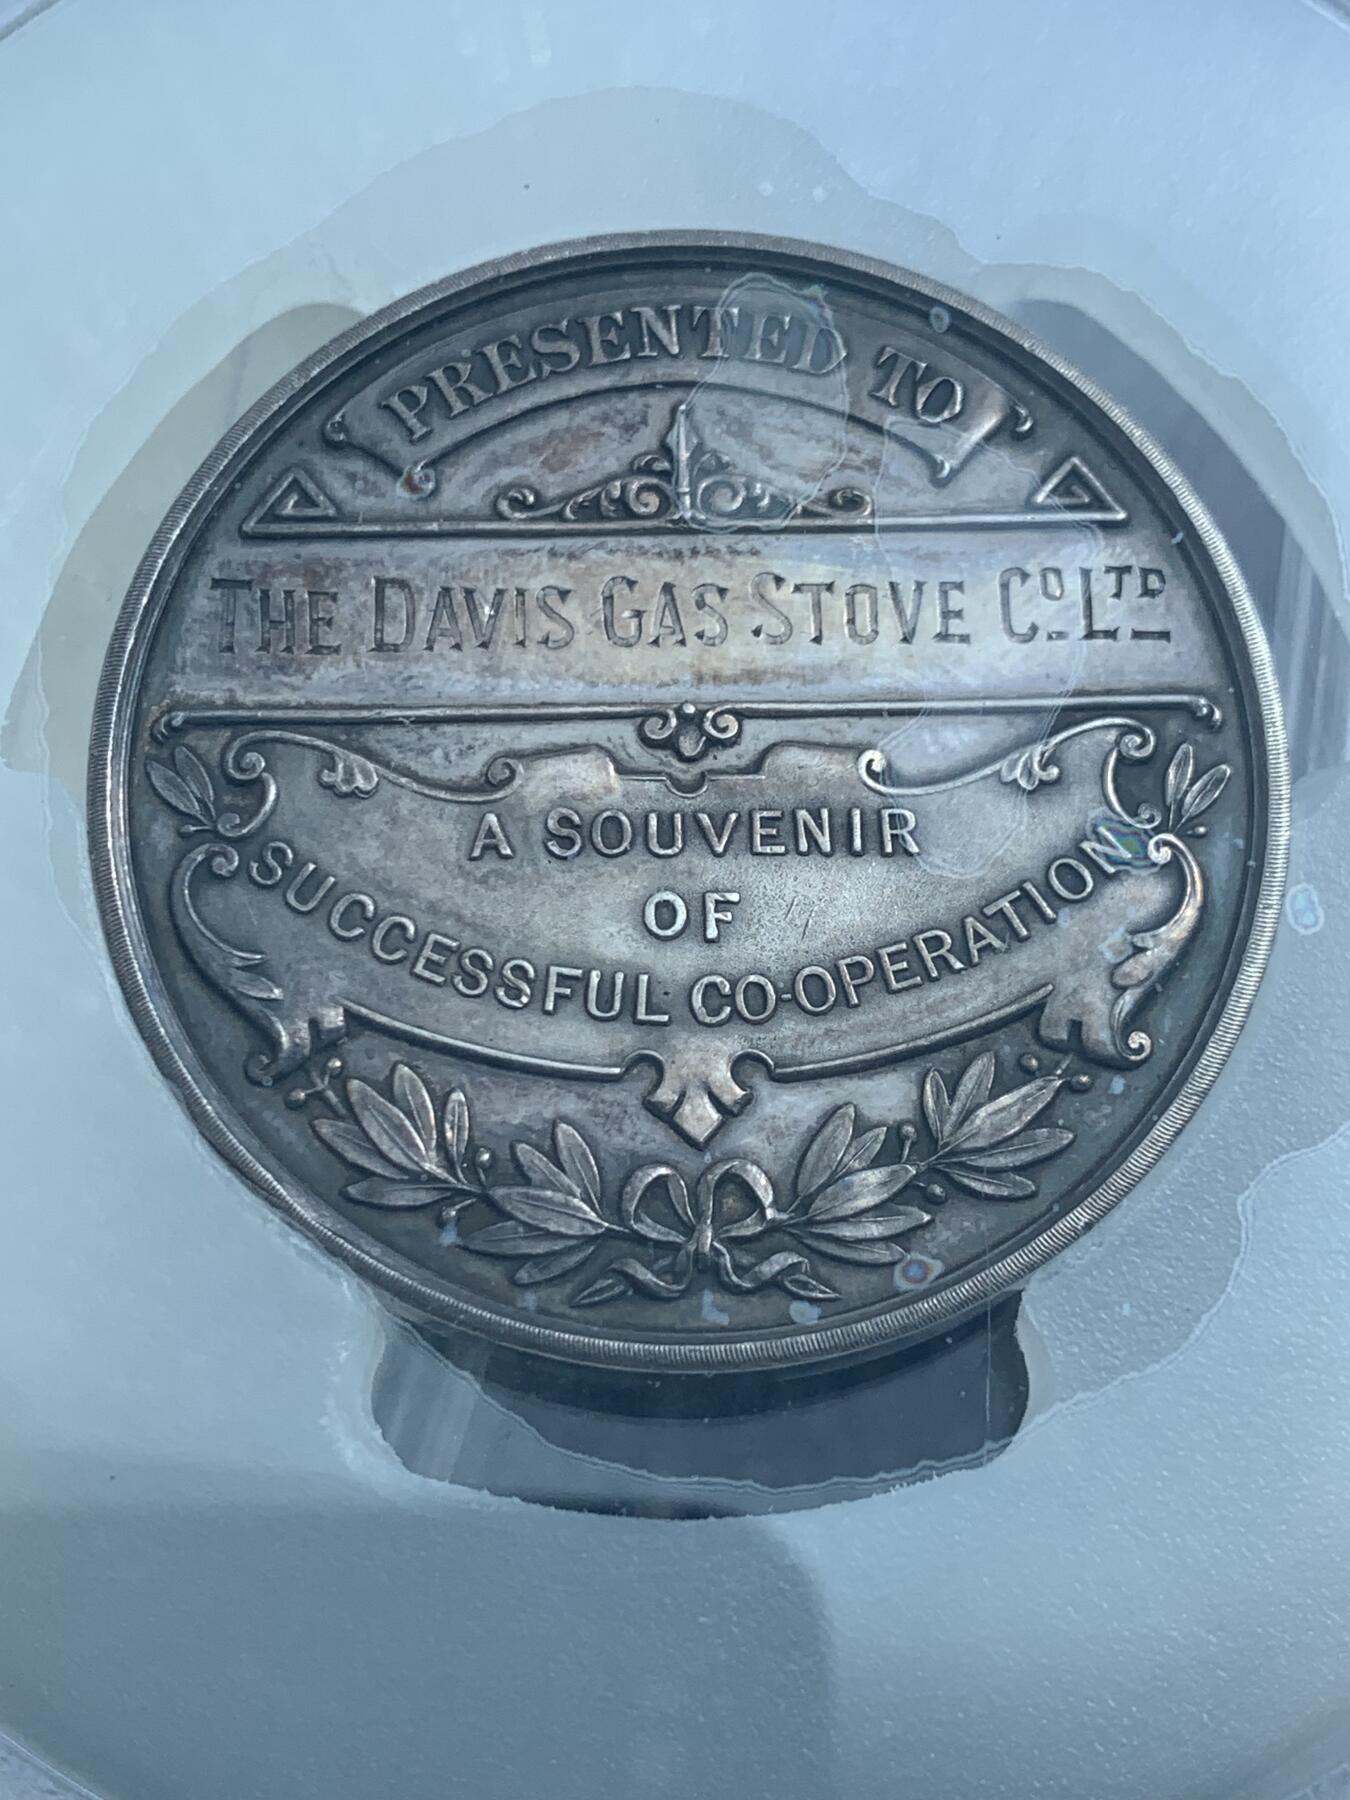 PRESENTED TO
THE DAVIS GAS STOVE Co. LTD
A SOUVENIR
OF
SUCCESSFUL CO-OPERATION